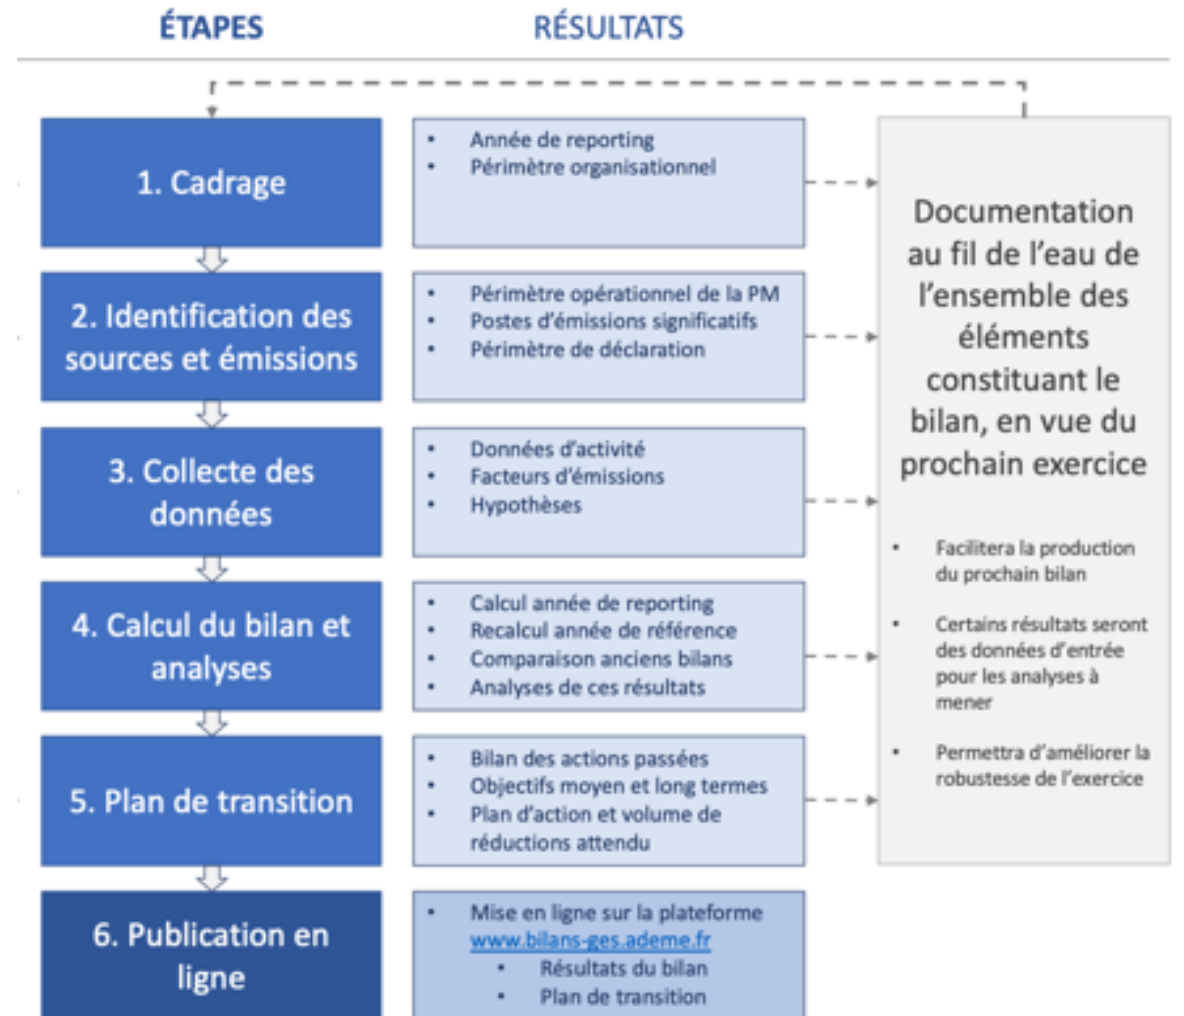 ÉTAPES
RÉSULTATS
1. Cadrage
• Année de reporting
• Périmètre organisationnel
2. Identification des
sources et émissions
• Périmètre opérationnel de la PM
• Postes d'émissions significatifs
• Périmètre de déclaration
3. Collecte des
données
• Données d'activité
• Facteurs d'émissions
• Hypothèses
4. Calcul du bilan et
analyses
• Calcul année de reporting
• Recalcul année de référence
• Comparaison anciens bilans
• Analyses de ces résultats
5. Plan de transition
• Bilan des actions passées
• Objectifs moyen et long termes
• Plan d'action et volume de
réductions attendu
6. Publication en
ligne
• Mise en ligne sur la plateforme
www.bilans-ges.ademe.fr
• Résultats du bilan
• Plan de transition
Documentation
au fil de l'eau de
l'ensemble des
éléments
constituant le
bilan, en vue du
prochain exercice
• Facilitera la production
du prochain bilan
• Certains résultats seront
des données d'entrée
pour les analyses à
mener
• Permettra d'améliorer la
robustesse de l'exercice